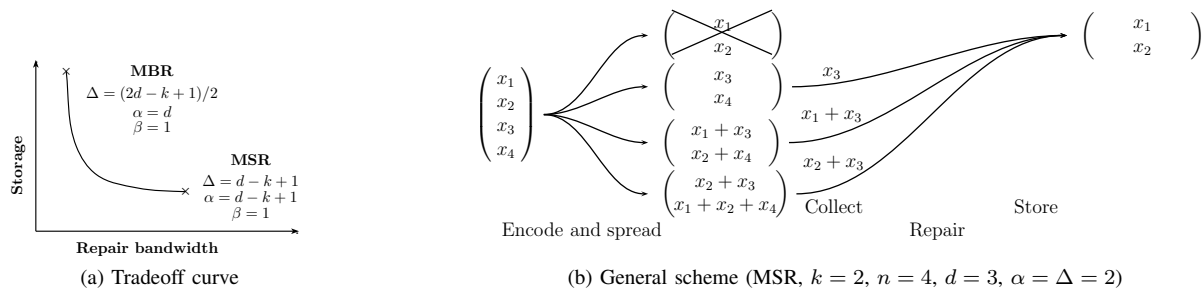 Storage
MBR
Δ = (2d − k + 1)/2
α = d
β = 1
MSR
Δ = d − k + 1
α = d − k + 1
β = 1
Repair bandwidth
(a) Tradeoff curve
x₁
x₂
x₃
x₄
x₁
x₂
x₃
x₄
x₁ + x₃
x₂ + x₄
x₂ + x₃
x₁ + x₂ + x₄
x₃
x₁ + x₃
x₂ + x₃
x₁
x₂
Encode and spread
Collect
Repair
Store
(b) General scheme (MSR, k = 2, n = 4, d = 3, α = Δ = 2)